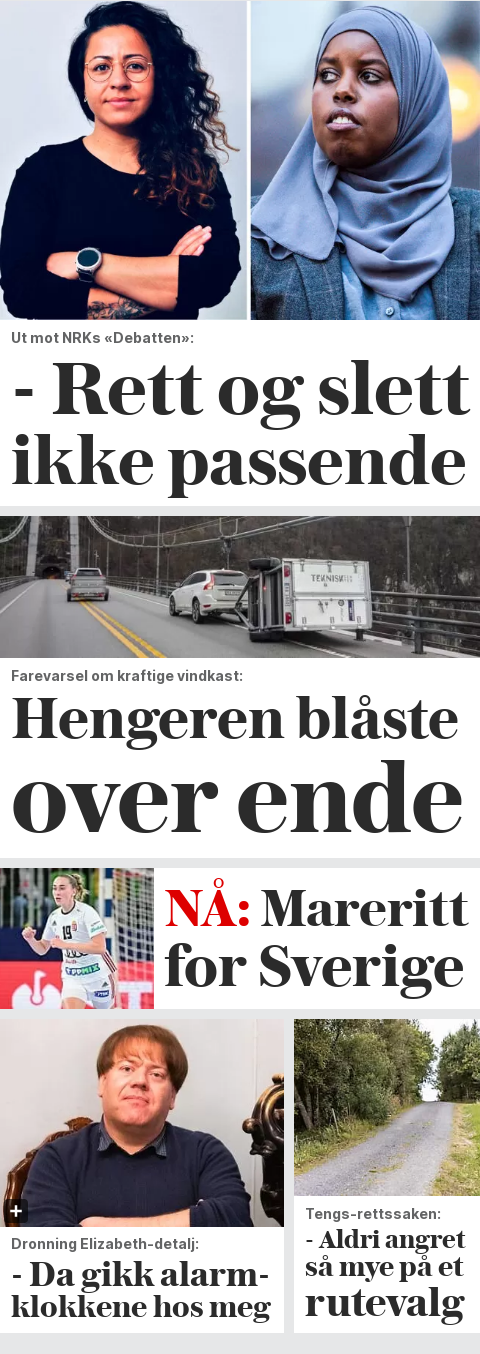 Ut mot NRKs «Debatten»:
- Rett og slett
ikke passende
TEKNISK
Farevarsel om kraftige vindkast:
Hengeren blåste
over ende
19
NÅ: Mareritt
for Sverige
Dronning Elizabeth-detalj:
- Da gikk alarm-
klokkene hos meg
Tengs-rettssaken:
- Aldri angret
så mye på et
rutevalg